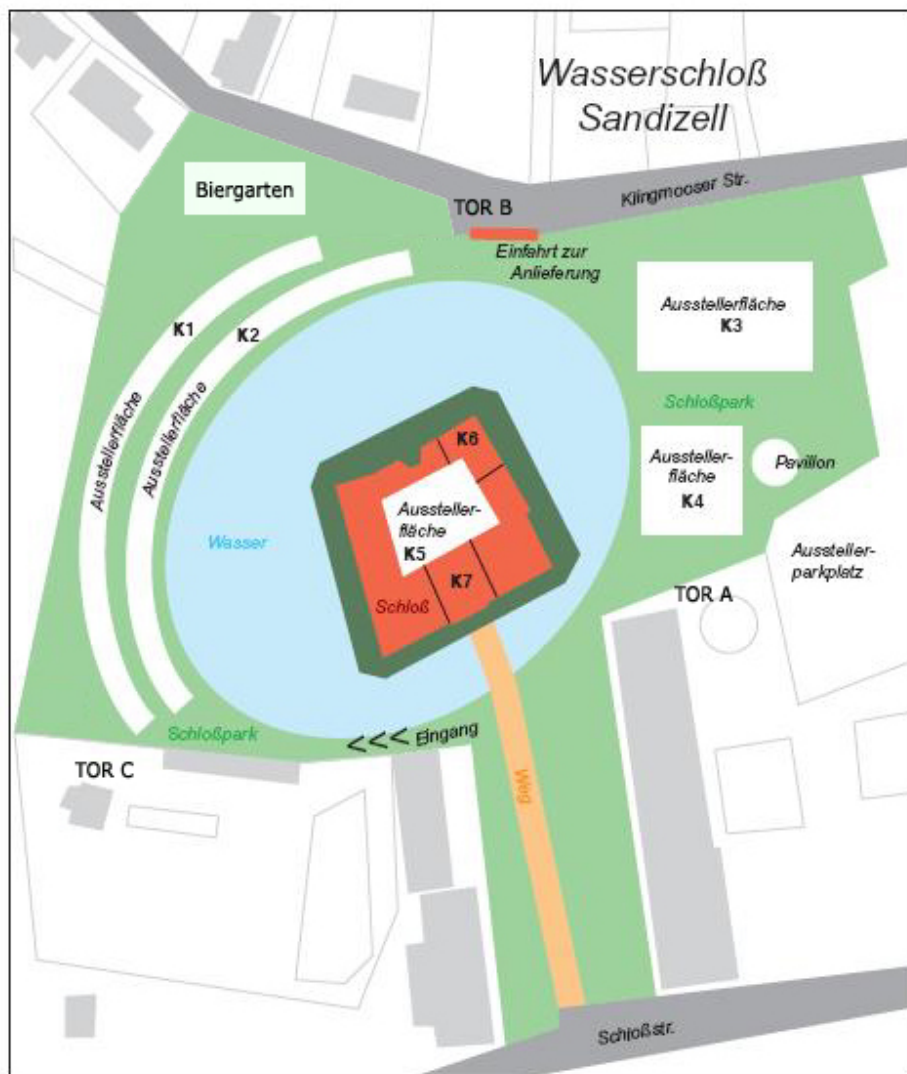 Wasserschloß
Sandizell
Klingmooser Str.
Biergarten
TOR B
Einfahrt zur
Anlieferung
Ausstellerfläche
K3
K1
K2
Ausstellerfläche
Ausstellerfläche
Schloßpark
K6
Aussteller-
fläche
K4
Pavillon
Aussteller-
fläche
K5
Wasser
K7
Schloß
Aussteller-
parkplatz
TOR A
Schloßpark
<<< Eingang
TOR C
Weg
Schloßstr.